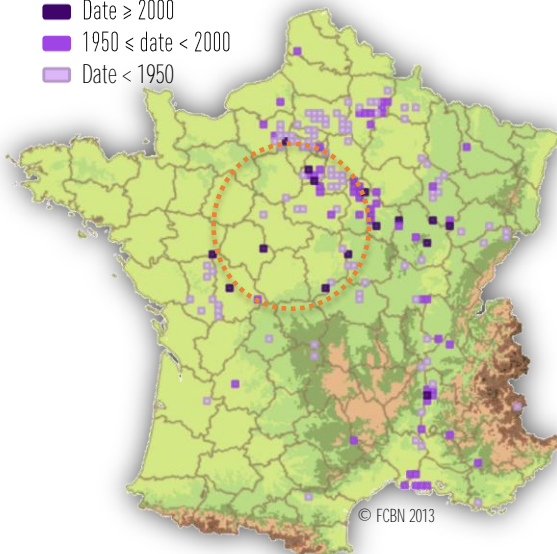 Date ⩾ 2000
1950 ⩽ date < 2000
Date < 1950
© FCBN 2013